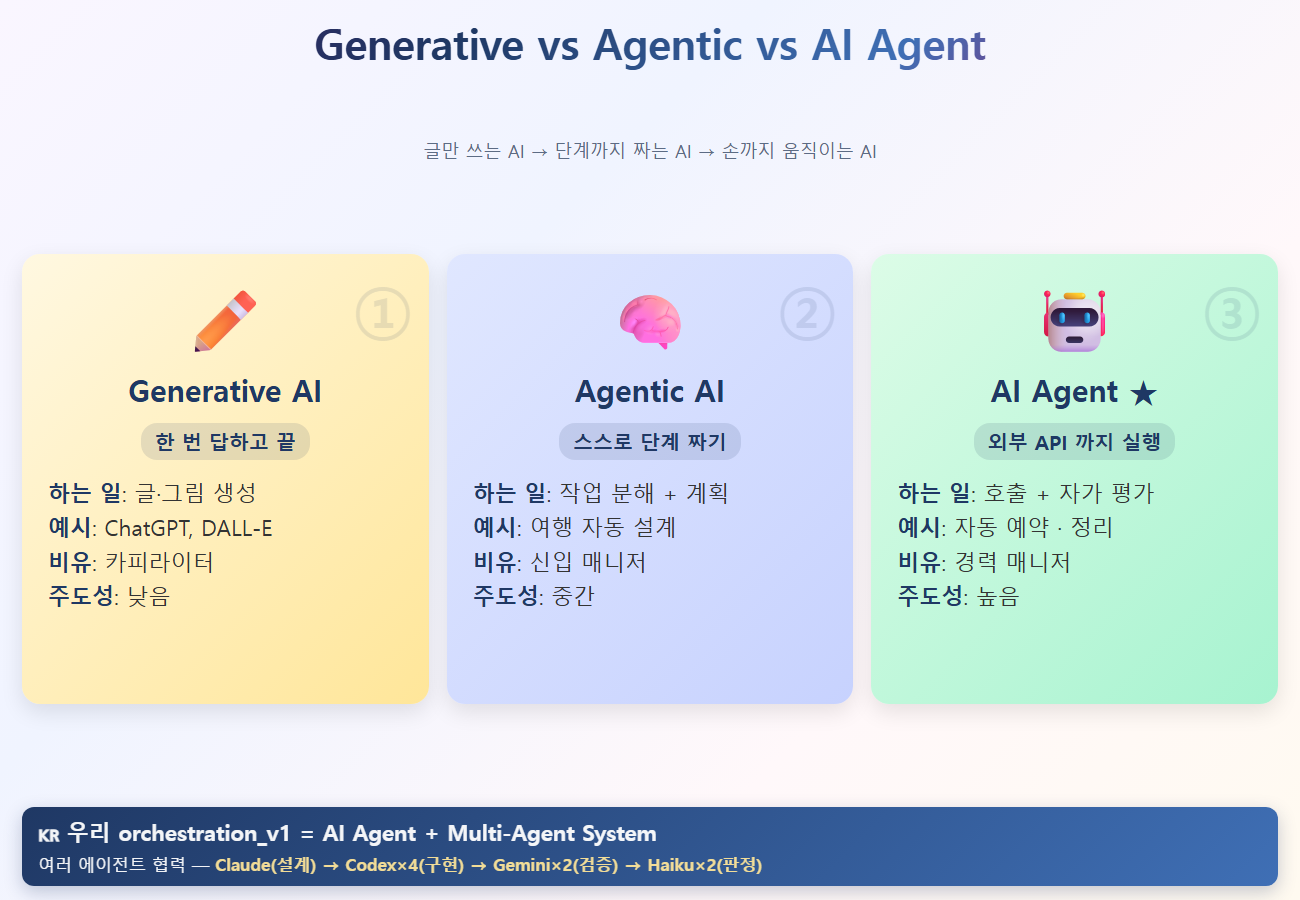 Generative vs Agentic vs AI Agent
글만 쓰는 AI → 단계까지 짜는 AI → 손까지 움직이는 AI
①
Generative AI
한 번 답하고 끝
하는 일: 글·그림 생성
예시: ChatGPT, DALL-E
비유: 카피라이터
주도성: 낮음
②
Agentic AI
스스로 단계 짜기
하는 일: 작업 분해 + 계획
예시: 여행 자동 설계
비유: 신입 매니저
주도성: 중간
③
AI Agent ★
외부 API 까지 실행
하는 일: 호출 + 자가 평가
예시: 자동 예약 · 정리
비유: 경력 매니저
주도성: 높음
KR 우리 orchestration_v1 = AI Agent + Multi-Agent System
여러 에이전트 협력 — Claude(설계) → Codex×4(구현) → Gemini×2(검증) → Haiku×2(판정)